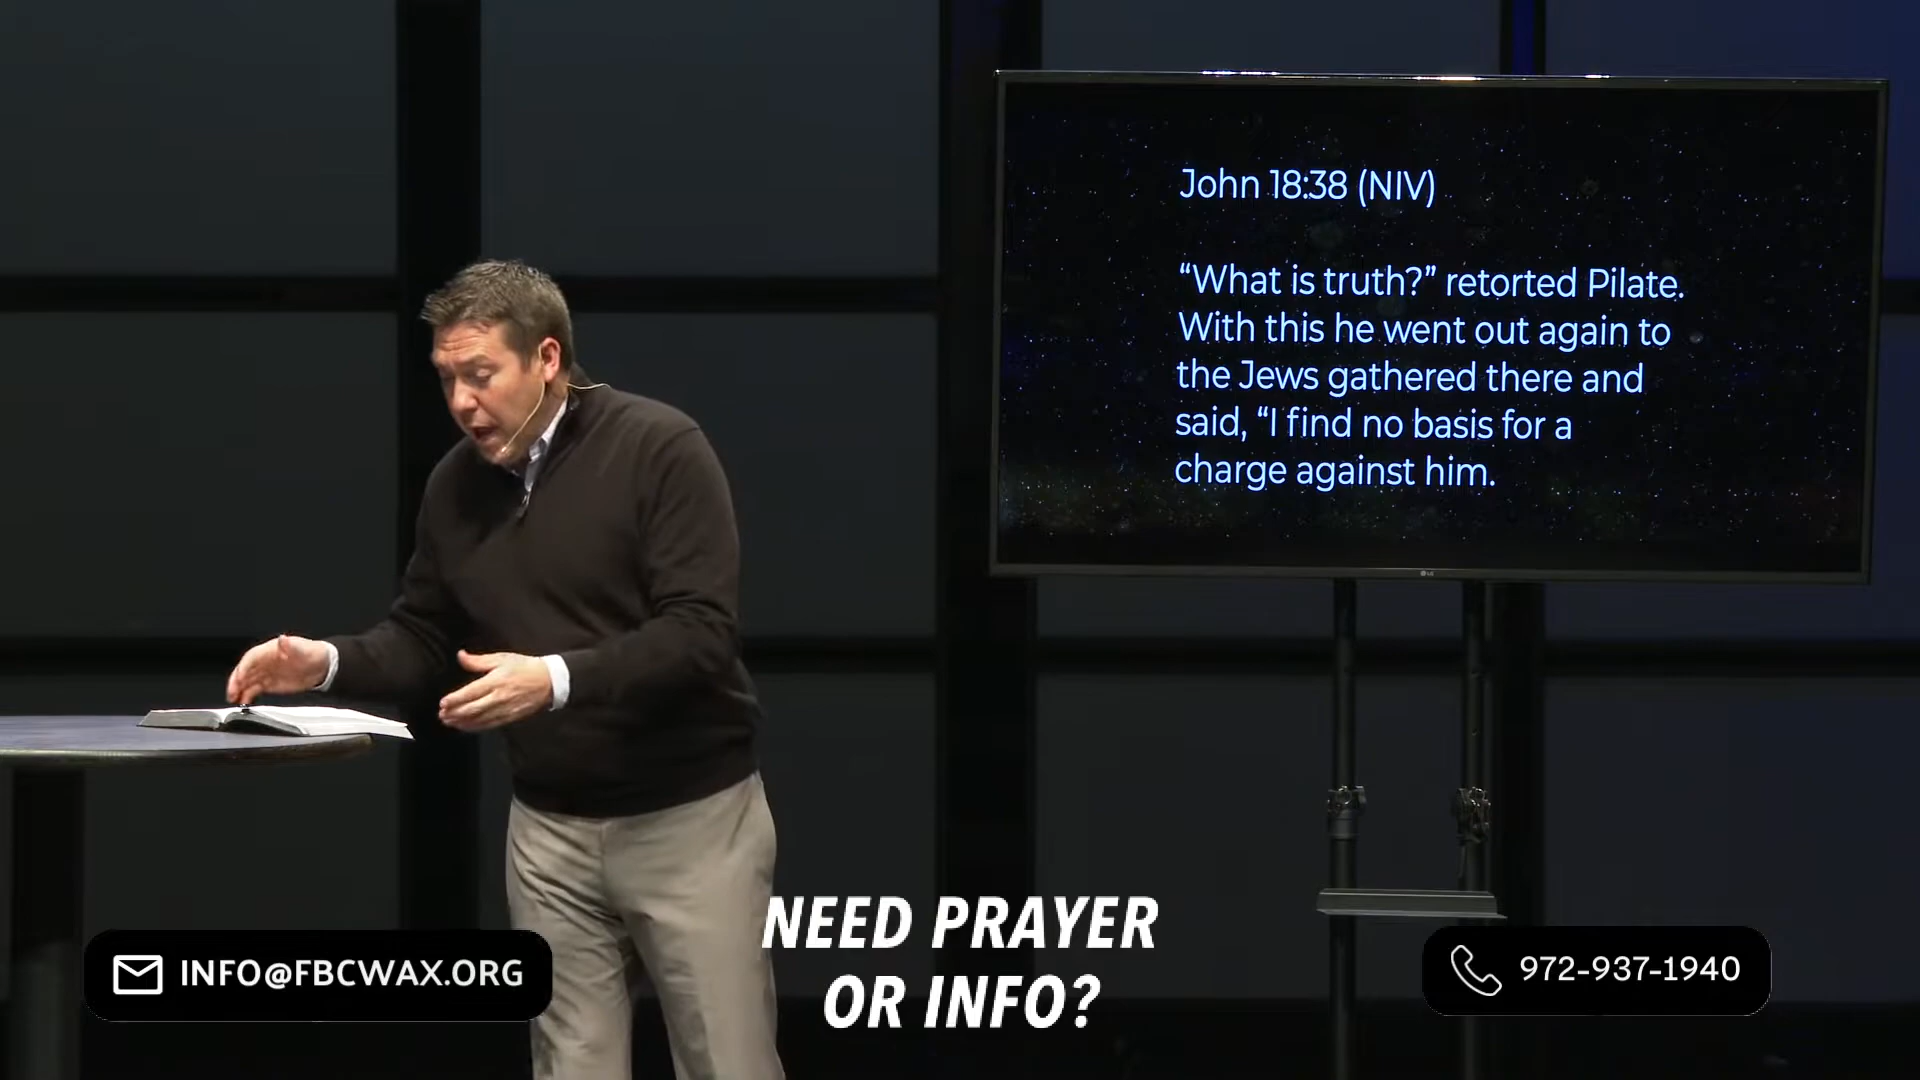 John 18:38 (NIV)
“What is truth?” retorted Pilate.
With this he went out again to
the Jews gathered there and
said, “I find no basis for a
charge against him.
LG
NEED PRAYER
OR INFO?
INFO@FBCWAX.ORG
972-937-1940